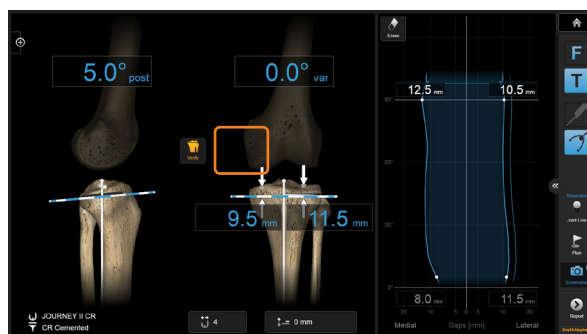 Erase
F
5.0° post
0.0° var
T
12.5 mm
10.5 mm
90°
Verify
60°
9.5 mm
11.5 mm
30°
Joint Line
Plan
0°
8.0 mm
11.5 mm
20
10
5
0
5
10
20
JOURNEY II CR
CR Cemented
4
0 mm
Medial
Gaps [mm]
Lateral
Report